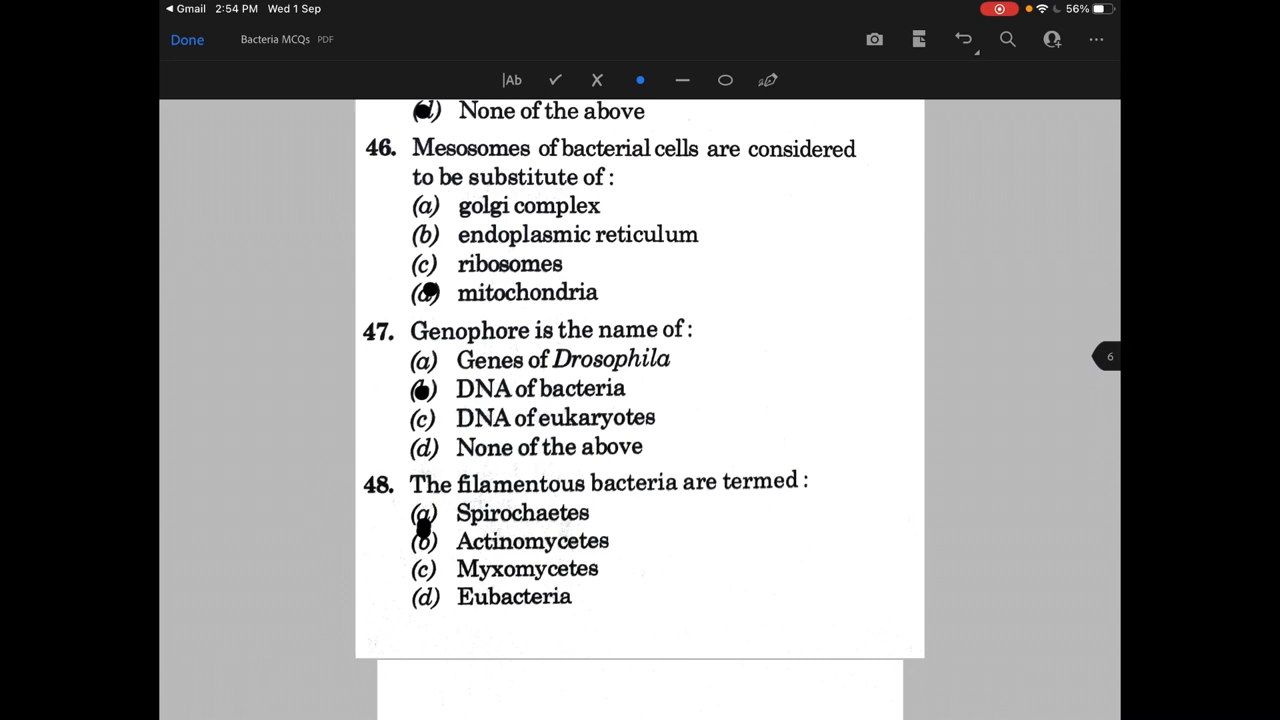 Gmail 2:54 PM Wed 1 Sep 56%
Done Bacteria MCQs PDF
|Ab
(d) None of the above
46. Mesosomes of bacterial cells are considered
to be substitute of :
(a) golgi complex
(b) endoplasmic reticulum
(c) ribosomes
(d) mitochondria
47. Genophore is the name of :
(a) Genes of Drosophila
(b) DNA of bacteria
(c) DNA of eukaryotes
(d) None of the above
6
48. The filamentous bacteria are termed :
(a) Spirochaetes
(b) Actinomycetes
(c) Myxomycetes
(d) Eubacteria